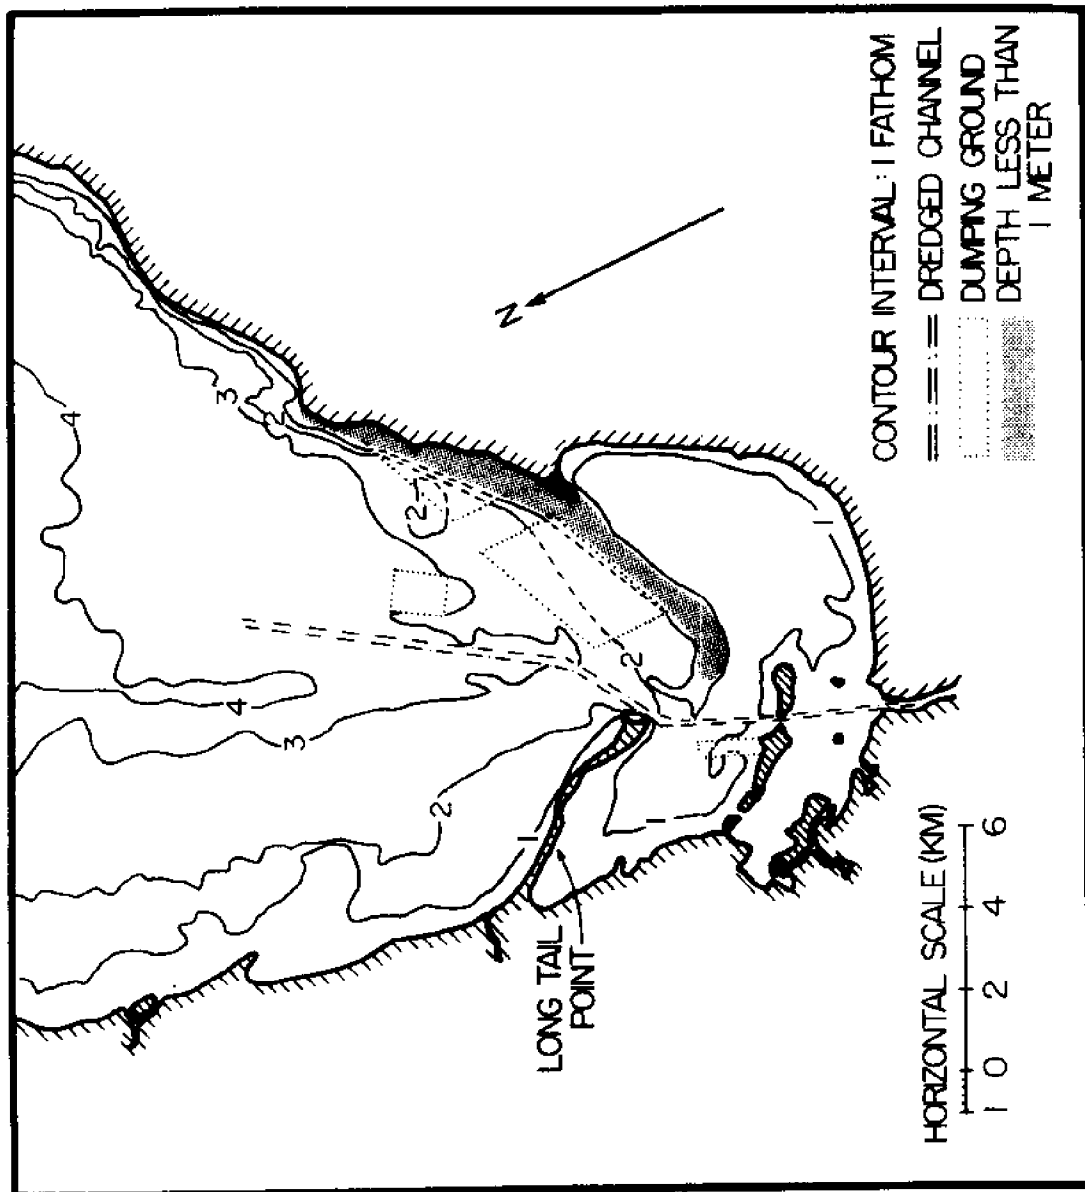 CONTOUR INTERVAL: 1 FATHOM
DREDGED CHANNEL
DUMPING GROUND
DEPTH LESS THAN
1 METER
N
4
3
2
2
4
3
2
2
1
1
1
LONG TAIL
POINT
HORIZONTAL SCALE (KM)
1 0 2 4 6